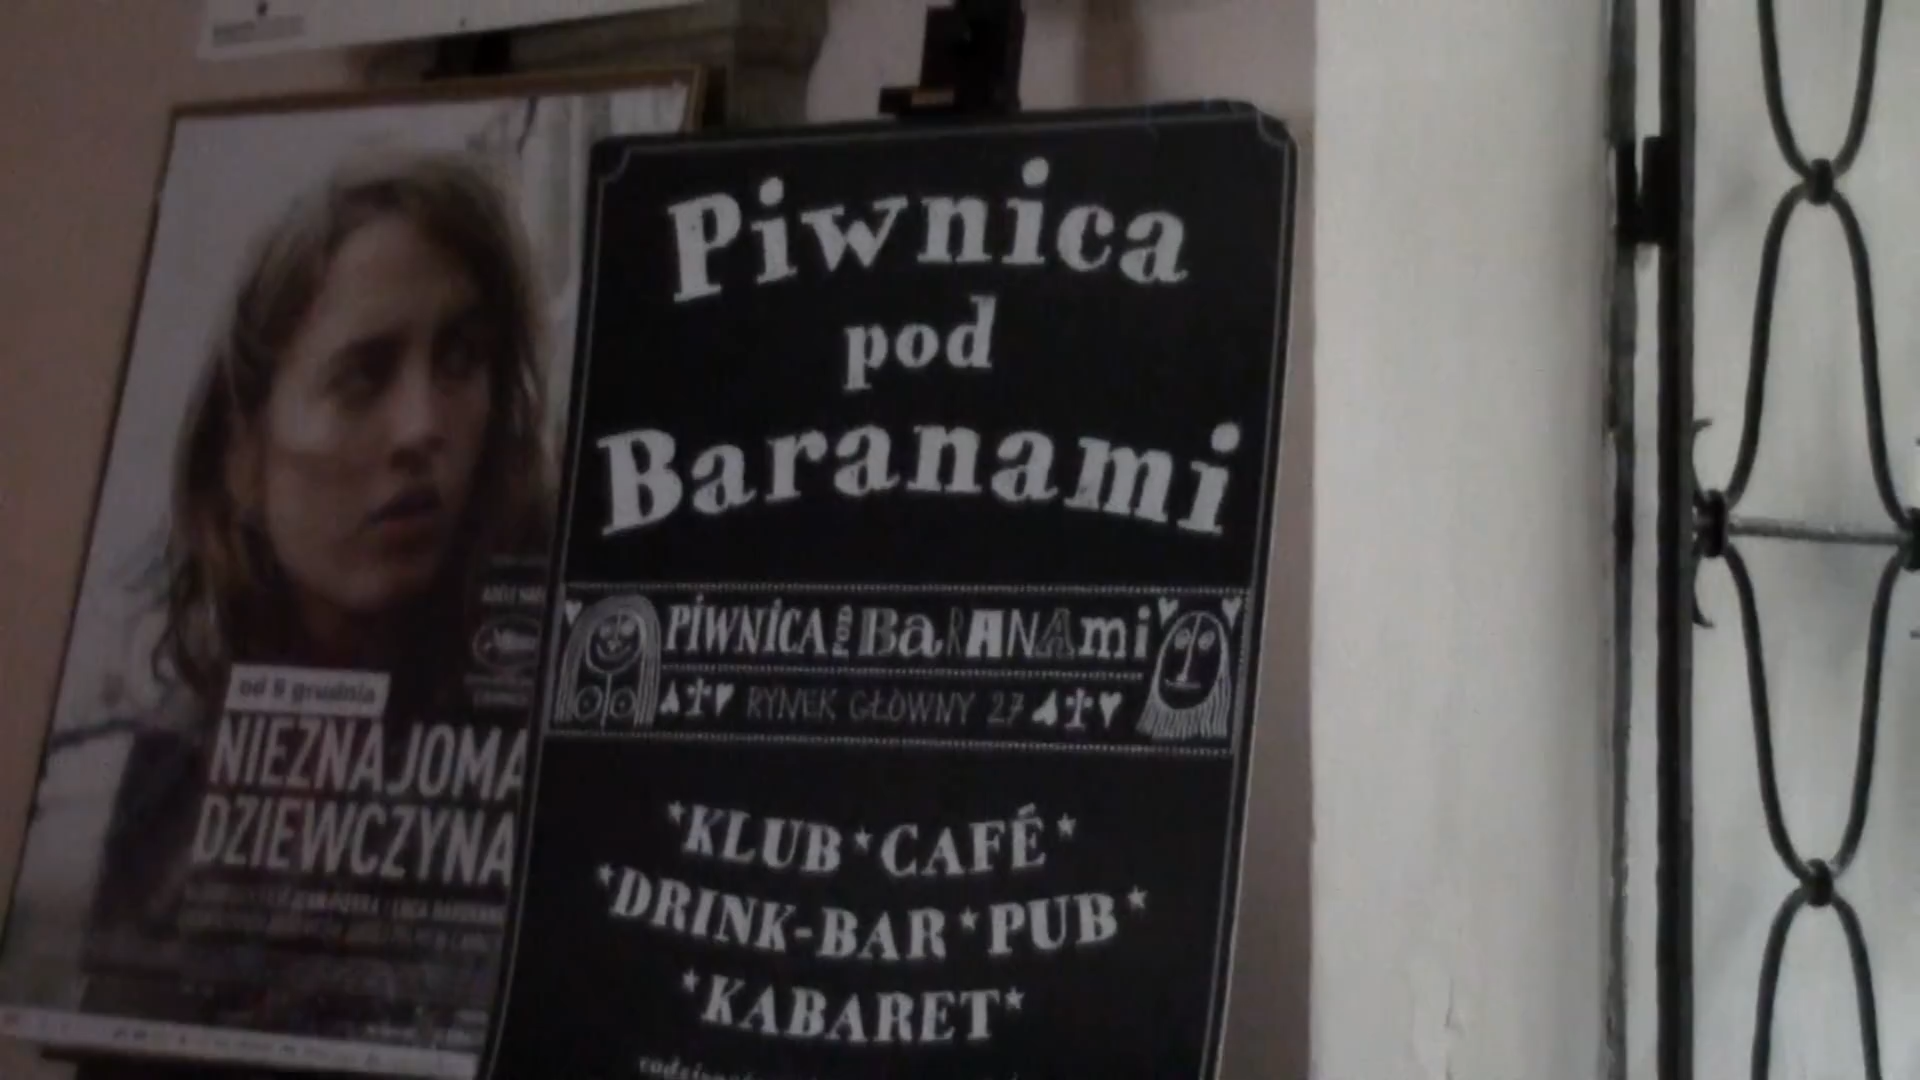 od 5 grudnia
NIEZNAJOMA
DZIEWCZYNA
Piwnica
pod
Baranami
PIWNICA POD BaRANAmi
RYNEK GŁÓWNY 27
*KLUB*CAFÉ*
*DRINK-BAR*PUB*
*KABARET*